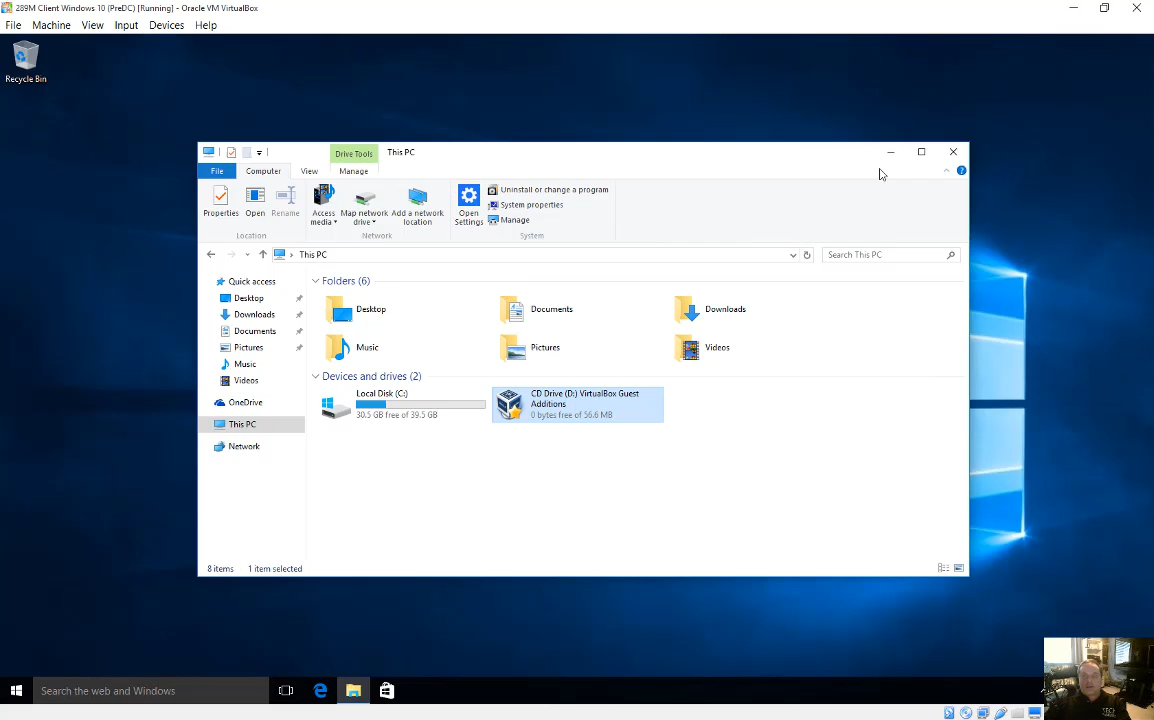 289M Client Windows 10 (PreDC) [Running] - Oracle VM VirtualBox
File Machine View Input Devices Help
Recycle Bin
Drive Tools This PC
File Computer View Manage
Properties Open Rename Access media Map network drive Add a network location Open Settings
Uninstall or change a program
System properties
Manage
Location Network System
This PC
Search This PC
Quick access
Desktop
Downloads
Documents
Pictures
Music
Videos
OneDrive
This PC
Network
Folders (6)
Desktop Documents Downloads
Music Pictures Videos
Devices and drives (2)
Local Disk (C:)
30.5 GB free of 39.5 GB
CD Drive (D:) VirtualBox Guest
Additions
0 bytes free of 56.6 MB
8 items 1 item selected
Search the web and Windows
TECH